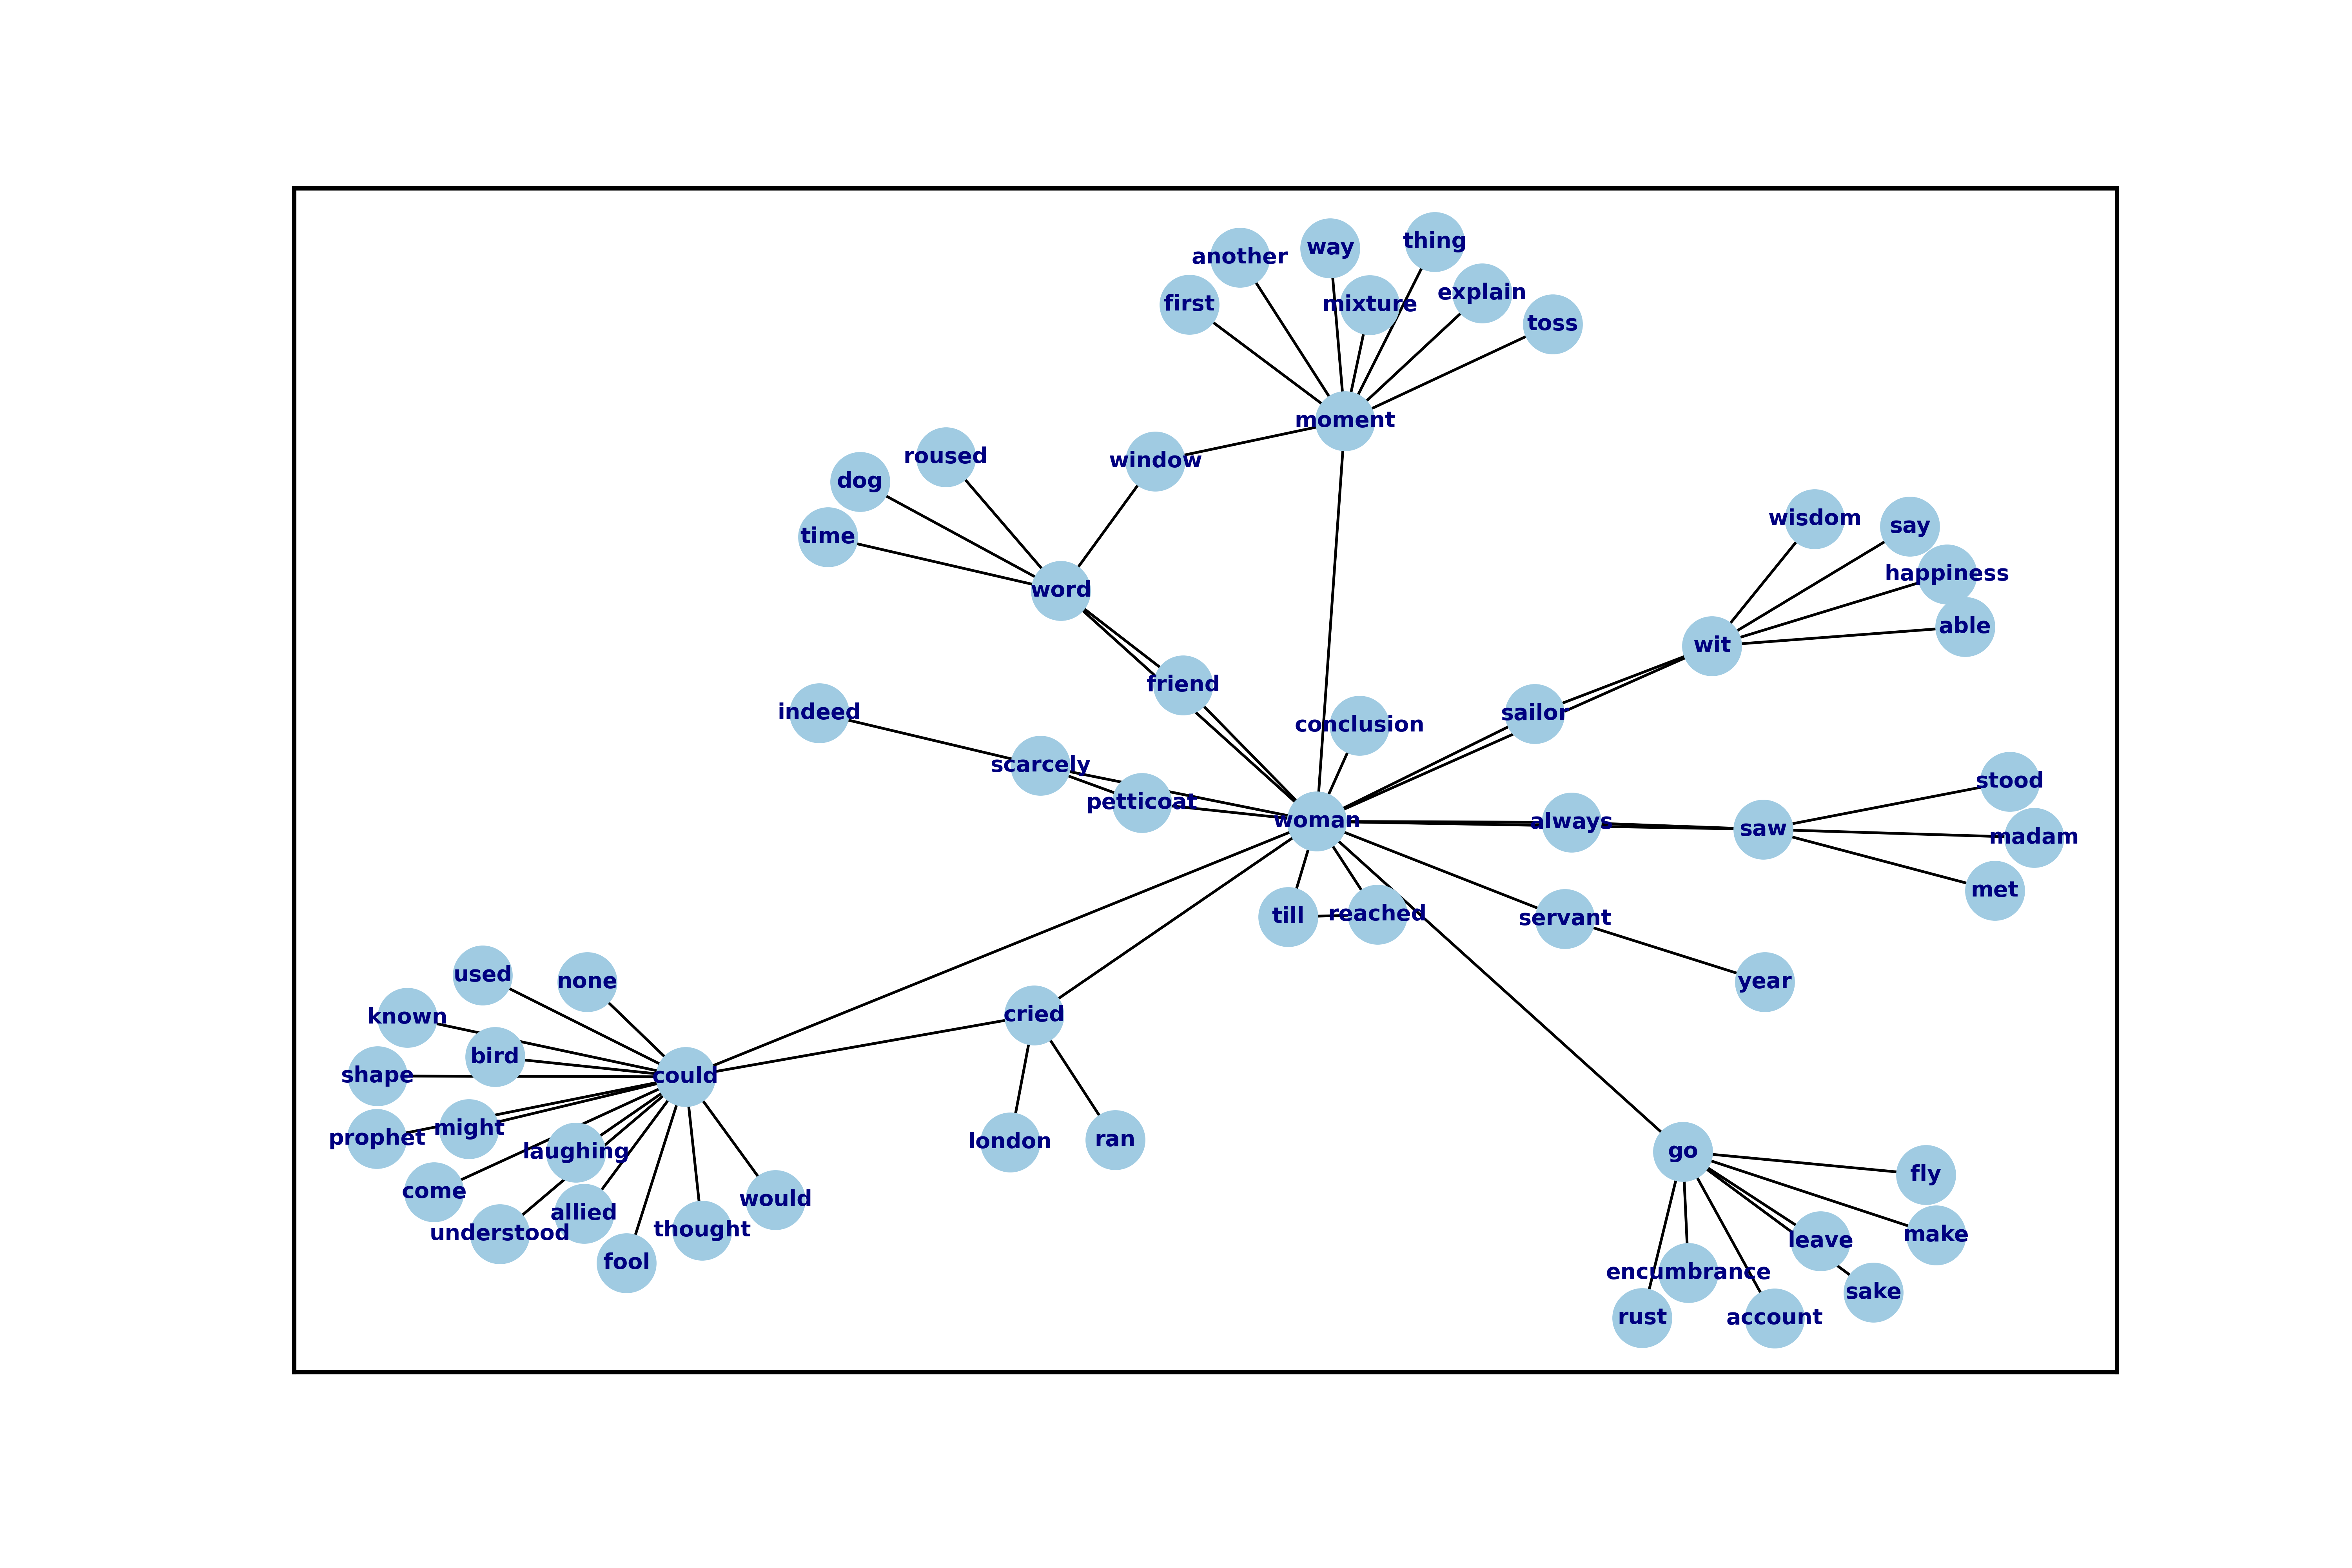 thing
way
another
explain
first
mixture
toss
moment
roused
window
dog
wisdom
say
time
happiness
word
able
wit
friend
indeed
sailor
conclusion
scarcely
stood
petticoat
woman
always
saw
madam
met
till
reached
servant
used
none
year
known
cried
bird
shape
could
might
prophet
london
ran
laughing
go
fly
come
would
allied
thought
understood
make
leave
fool
encumbrance
sake
rust
account